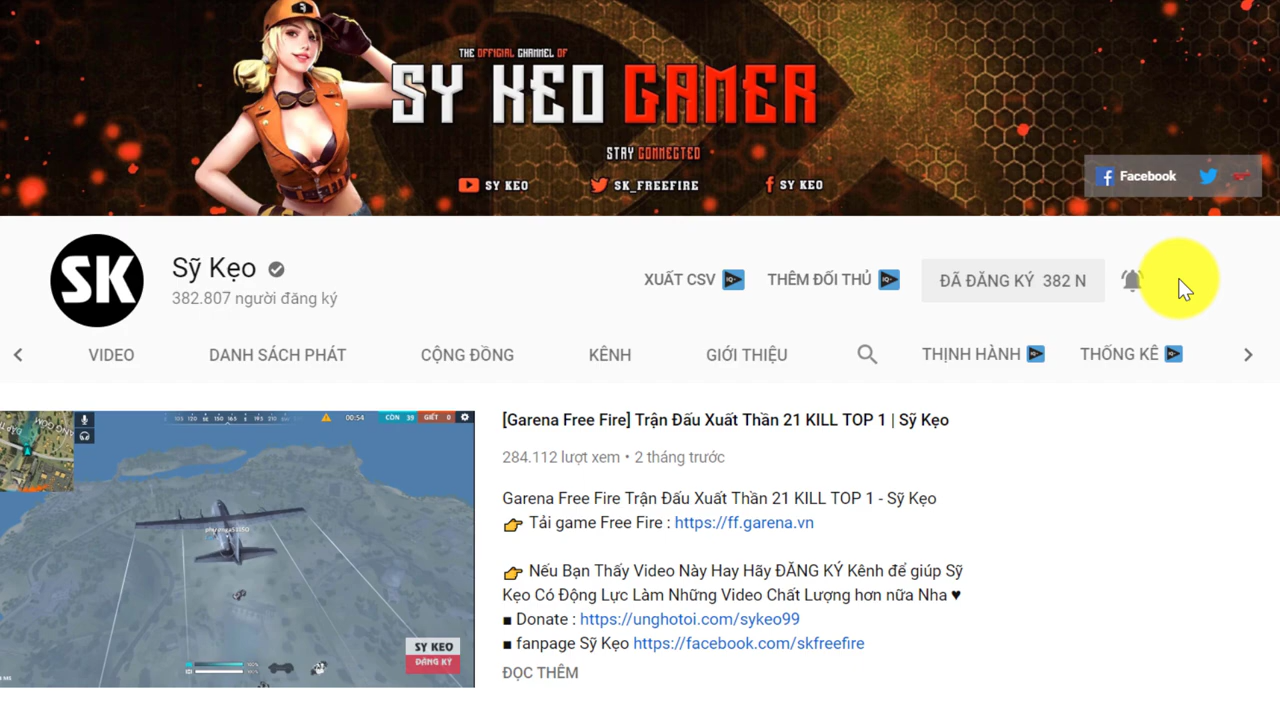 THE OFFICIAL CHANNEL OF
SY KEO GAMER
STAY CONNECTED
SY KEO
SK_FREEFIRE
SY KEO
Facebook
SK
Sỹ Kẹo
382.807 người đăng ký
XUẤT CSV
THÊM ĐỐI THỦ
ĐÃ ĐĂNG KÝ 382 N
VIDEO
DANH SÁCH PHÁT
CỘNG ĐỒNG
KÊNH
GIỚI THIỆU
THỊNH HÀNH
THỐNG KÊ
00:54
CÒN 39
GIẾT 0
SY KEO
ĐĂNG KÝ
[Garena Free Fire] Trận Đấu Xuất Thần 21 KILL TOP 1 | Sỹ Kẹo
284.112 lượt xem • 2 tháng trước
Garena Free Fire Trận Đấu Xuất Thần 21 KILL TOP 1 - Sỹ Kẹo
👉 Tải game Free Fire : https://ff.garena.vn
👉 Nếu Bạn Thấy Video Này Hay Hãy ĐĂNG KÝ Kênh để giúp Sỹ
Kẹo Có Động Lực Làm Những Video Chất Lượng hơn nữa Nha ♥
■ Donate : https://unghotoi.com/sykeo99
■ fanpage Sỹ Kẹo https://facebook.com/skfreefire
ĐỌC THÊM